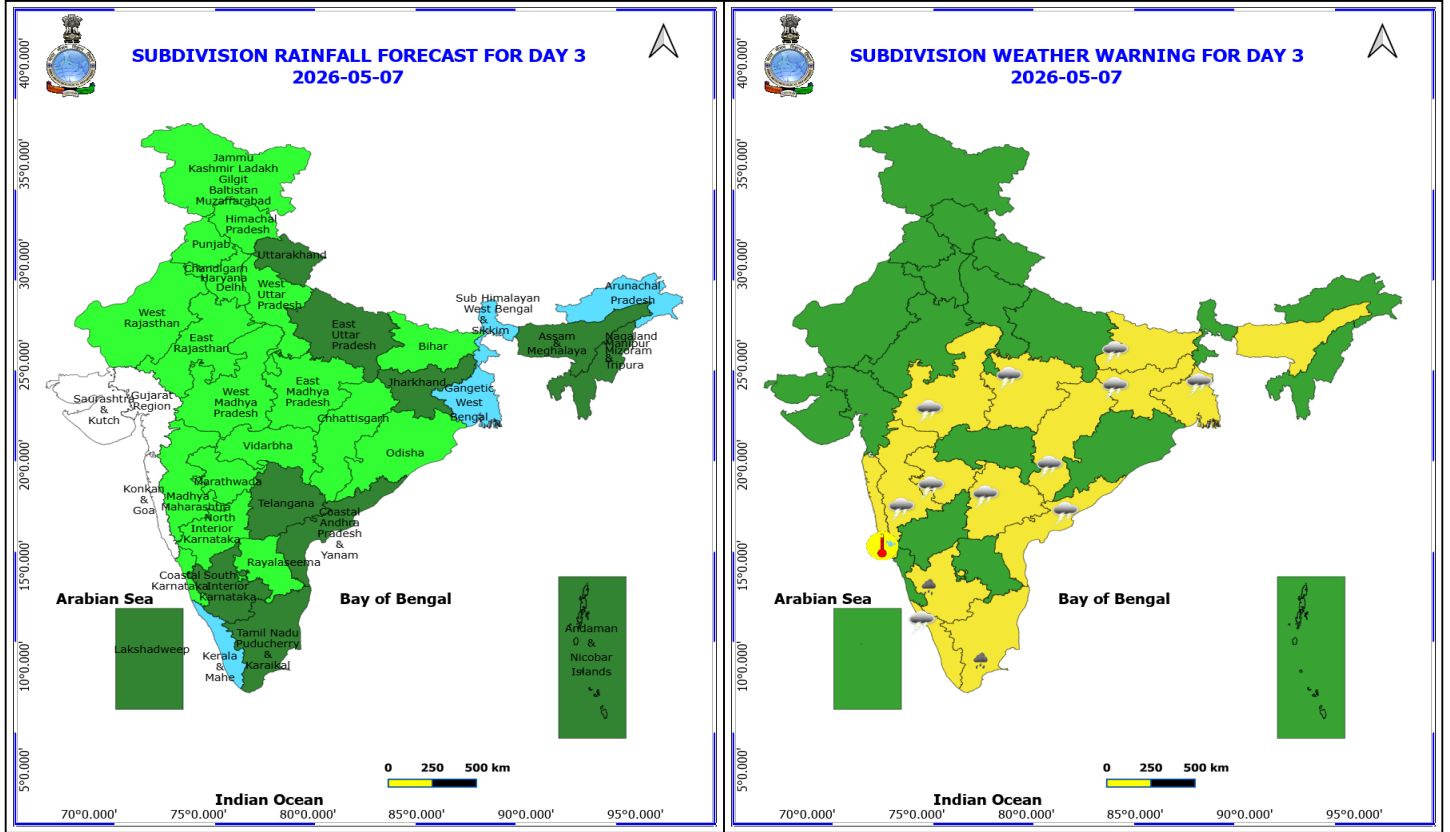 SUBDIVISION RAINFALL FORECAST FOR DAY 3
2026-05-07
40°0.000'
35°0.000'
30°0.000'
25°0.000'
20°0.000'
15°0.000'
10°0.000'
5°0.000'
Jammu
Kashmir Ladakh
Gilgit
Baltistan
Muzaffarabad
Himachal
Pradesh
Punjab
Uttarakhand
Chandigarh
Haryana
Delhi
West
Uttar
Pradesh
Arunachal
Pradesh
Sub Himalayan
West Bengal
&
Sikkim
West
Rajasthan
East
Rajasthan
East
Uttar
Pradesh
Bihar
Assam
&
Meghalaya
Nagaland
Manipur
Mizoram
&
Tripura
Jharkhand
Gangetic
West
Bengal
Saurashtra
&
Kutch
Gujarat
Region
West
Madhya
Pradesh
East
Madhya
Pradesh
Chhattisgarh
Vidarbha
Odisha
Konkan
&
Goa
Marathwada
Madhya
Maharashtra
Telangana
North
Interior
Karnataka
Coastal
Andhra
Pradesh
&
Yanam
Rayalaseema
Coastal
Karnataka
South
Interior
Karnataka
Arabian Sea
Bay of Bengal
Lakshadweep
Kerala
&
Mahe
Tamil Nadu
Puducherry
&
Karaikal
Andaman
&
Nicobar
Islands
0 250 500 km
Indian Ocean
70°0.000' 75°0.000' 80°0.000' 85°0.000' 90°0.000' 95°0.000'
SUBDIVISION WEATHER WARNING FOR DAY 3
2026-05-07
40°0.000'
35°0.000'
30°0.000'
25°0.000'
20°0.000'
15°0.000'
10°0.000'
5°0.000'
Arabian Sea
Bay of Bengal
0 250 500 km
Indian Ocean
70°0.000' 75°0.000' 80°0.000' 85°0.000' 90°0.000' 95°0.000'